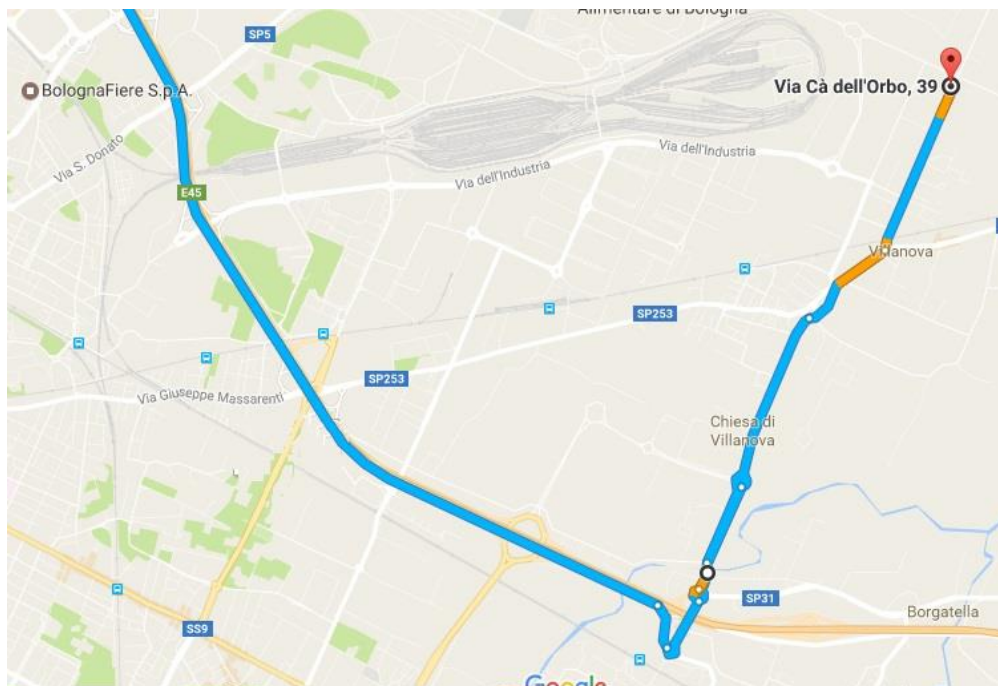 Alimentare di Bologna
SP5
BolognaFiere S.p.A.
Via Cà dell'Orbo, 39
Via S. Donato
Via dell'Industria
Via dell'Industria
E45
Villanova
SP253
SP253
Via Giuseppe Massarenti
Chiesa di
Villanova
SP31
Borgatella
SS9
Google